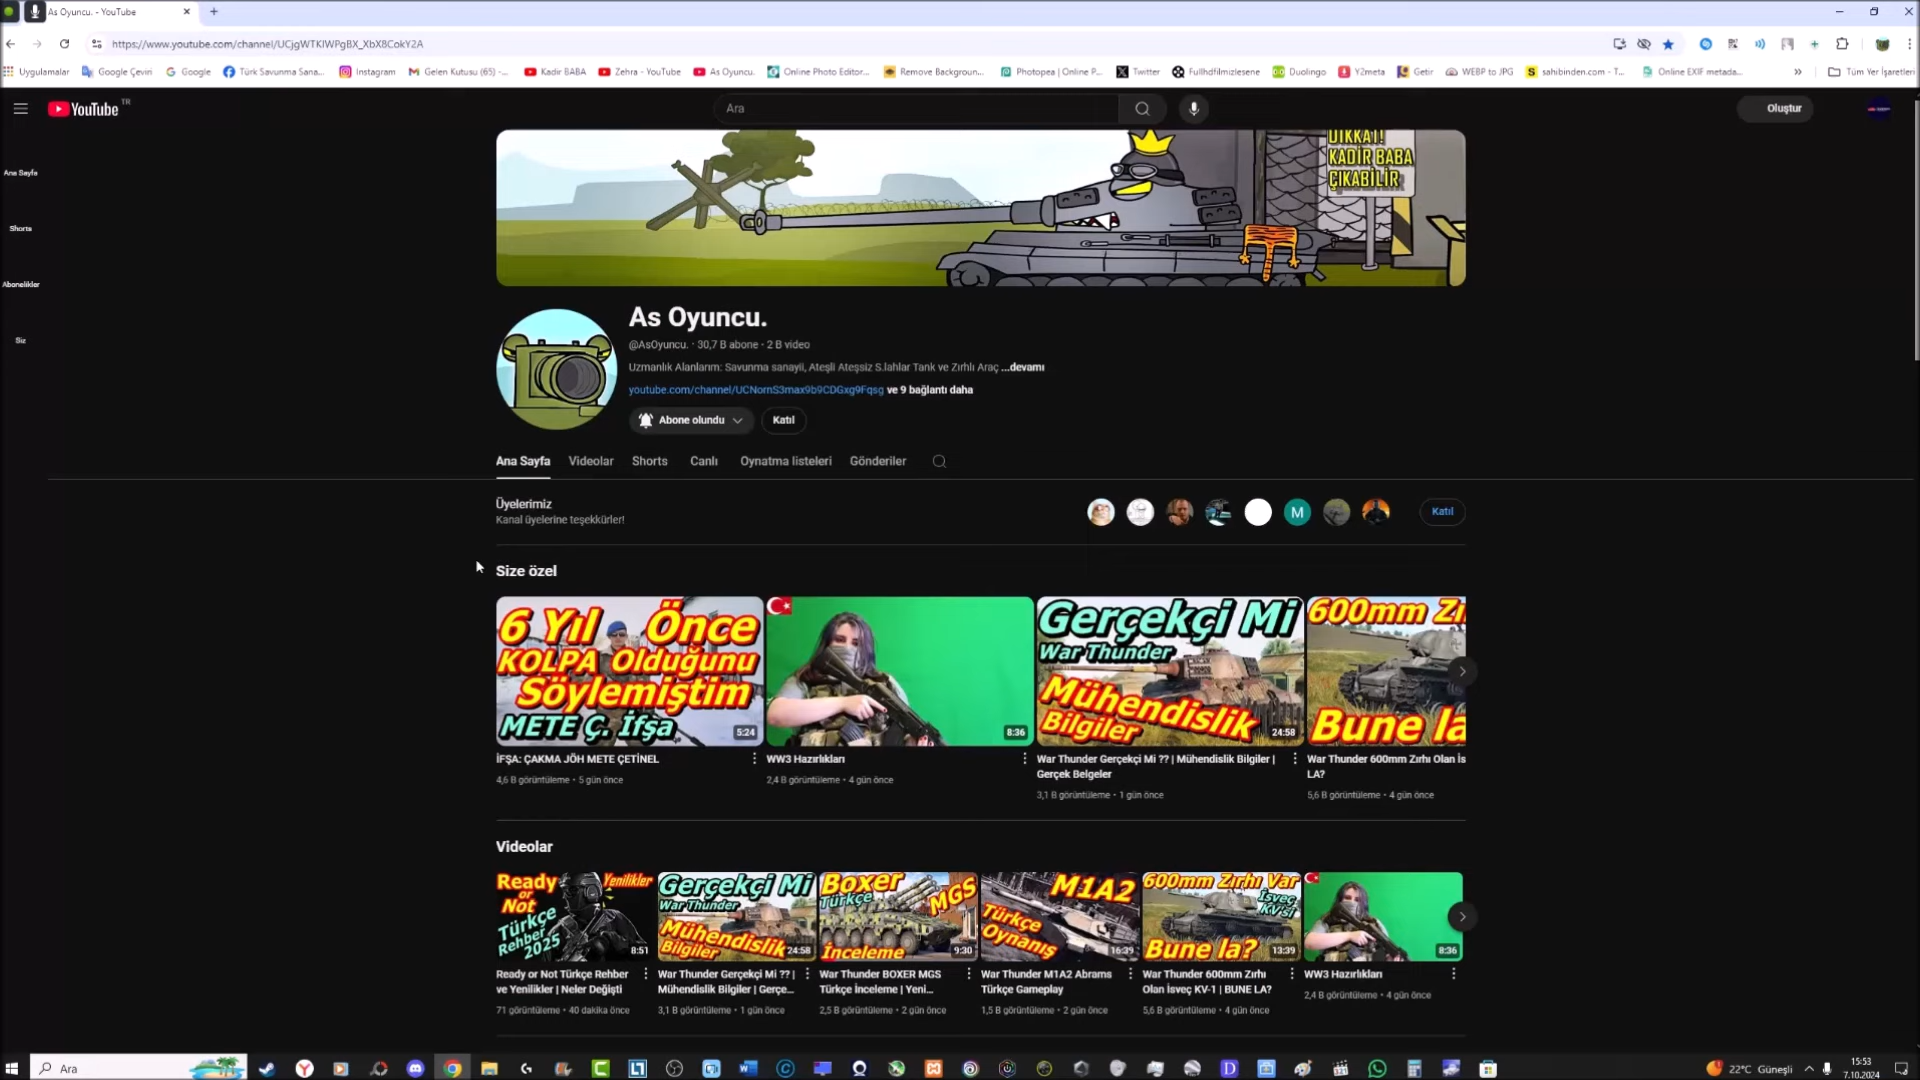 As Oyuncu. - YouTube
https://www.youtube.com/channel/UCjgWTKIWPgBX_XbX8CokY2A
Uygulamalar
Google Çeviri
Google
Türk Savunma Sana...
Instagram
Gelen Kutusu (65) -...
Kadir BABA
Zehra - YouTube
As Oyuncu.
Online Photo Editor...
Remove Backgroun...
Photopea | Online P...
Twitter
Fullhdfilmizlesene
Duolingo
Y2meta
Getir
WEBP to JPG
sahibinden.com - T...
Online EXIF metada...
Tüm Yer İşaretleri
YouTube TR
Ara
Oluştur
Ana Sayfa
Shorts
Abonelikler
Siz
DİKKAT!
KADİR BABA
ÇIKABİLİR
As Oyuncu.
@AsOyuncu. · 30,7 B abone · 2 B video
Uzmanlık Alanlarım: Savunma sanayii, Ateşli Ateşsiz S.lahlar Tank ve Zırhlı Araç ...devamı
youtube.com/channel/UCNornS3max9b9CDGxg9Fqsg ve 9 bağlantı daha
Abone olundu
Katıl
Ana Sayfa
Videolar
Shorts
Canlı
Oynatma listeleri
Gönderiler
Üyelerimiz
Kanal üyelerine teşekkürler!
M
Katıl
Size özel
6 Yıl Önce
KOLPA Olduğunu
Söylemiştim
METE Ç. İfşa
5:24
İFŞA: ÇAKMA JÖH METE ÇETİNEL
4,6 B görüntüleme • 5 gün önce
8:36
WW3 Hazırlıkları
2,4 B görüntüleme • 4 gün önce
Gerçekçi Mi
War Thunder
Mühendislik
Bilgiler
24:58
War Thunder Gerçekçi Mi ?? | Mühendislik Bilgiler |
Gerçek Belgeler
3,1 B görüntüleme • 1 gün önce
600mm Zı
Bune la
War Thunder 600mm Zırhı Olan İs
LA?
5,6 B görüntüleme • 4 gün önce
Videolar
Ready
or
Not
Yenilikler
Türkçe
Rehber
2025
8:51
Ready or Not Türkçe Rehber
ve Yenilikler | Neler Değişti
71 görüntüleme • 40 dakika önce
Gerçekçi Mi
War Thunder
Mühendislik
Bilgiler
24:58
War Thunder Gerçekçi Mi ?? |
Mühendislik Bilgiler | Gerçe...
3,1 B görüntüleme • 1 gün önce
Boxer
Türkçe
MGS
İnceleme
9:30
War Thunder BOXER MGS
Türkçe İnceleme | Yeni...
2,5 B görüntüleme • 2 gün önce
M1A2
Türkçe
Oynanış
16:39
War Thunder M1A2 Abrams
Türkçe Gameplay
1,5 B görüntüleme • 2 gün önce
600mm Zırhı Var
İsveç
KV'si
Bune la?
13:39
War Thunder 600mm Zırhı
Olan İsveç KV-1 | BUNE LA?
5,6 B görüntüleme • 4 gün önce
8:36
WW3 Hazırlıkları
2,4 B görüntüleme • 4 gün önce
Ara
22°C Güneşli
15:53
7.10.2024